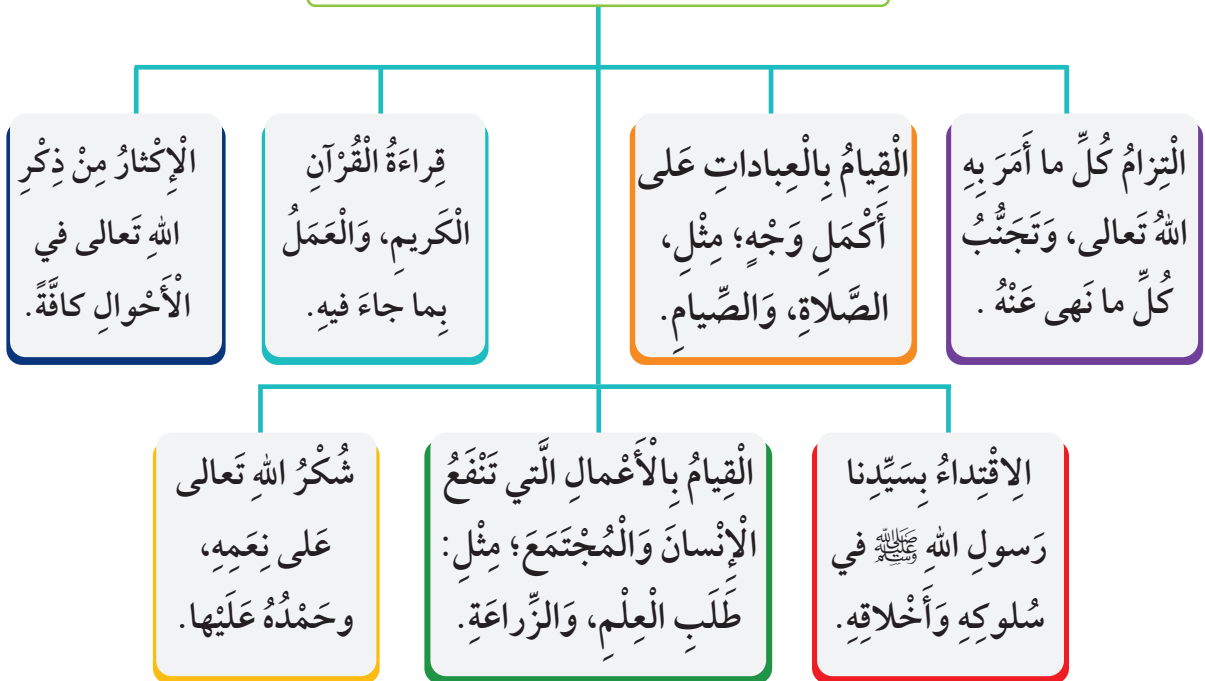 الْتِزامُ كُلِّ ما أَمَرَ بِهِ
اللهُ تَعالى، وَتَجَنُّبُ
كُلِّ ما نَهى عَنْهُ .
الْقِيامُ بِالْعِباداتِ عَلى
أَكْمَلِ وَجْهٍ؛ مِثْلِ،
الصَّلاةِ، وَالصِّيامِ.
قِراءَةُ الْقُرْآنِ
الْكَريمِ، وَالْعَمَلُ
بِما جاءَ فيهِ.
الْإِكْثارُ مِنْ ذِكْرِ
اللهِ تَعالى في
الْأَحْوالِ كافَّةً.
الِاقْتِداءُ بِسَيِّدِنا
رَسولِ اللهِ ﷺ في
سُلوكِهِ وَأَخْلاقِهِ.
الْقِيامُ بِالْأَعْمالِ الَّتي تَنْفَعُ
الْإِنْسانَ وَالْمُجْتَمَعَ؛ مِثْلِ:
طَلَبِ الْعِلْمِ، وَالزِّراعَةِ.
شُكْرُ اللهِ تَعالى
عَلى نِعَمِهِ،
وحَمْدُهُ عَلَيْها.